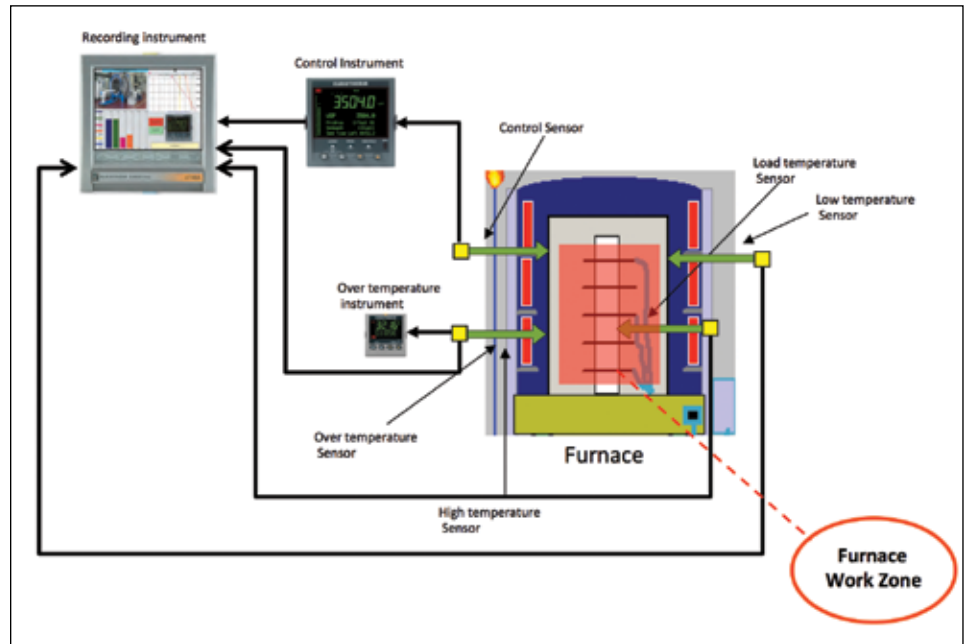 Recording instrument
Control Instrument
3504.0
Control Sensor
Load temperature
Sensor
Low temperature
Sensor
Over temperature
instrument
Over temperature
Sensor
Furnace
High temperature
Sensor
Furnace
Work Zone